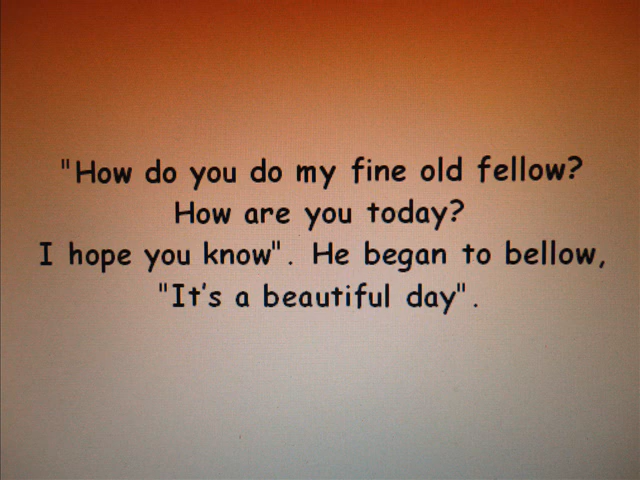 "How do you do my fine old fellow?
How are you today?
I hope you know". He began to bellow,
"It's a beautiful day".